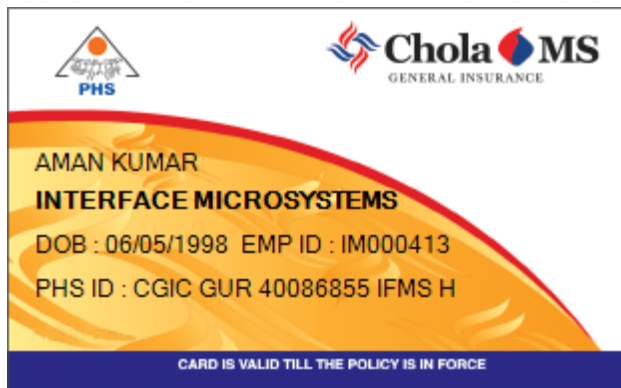 PHS
Chola MS
GENERAL INSURANCE
AMAN KUMAR
INTERFACE MICROSYSTEMS
DOB : 06/05/1998 EMP ID : IM000413
PHS ID : CGIC GUR 40086855 IFMS H
CARD IS VALID TILL THE POLICY IS IN FORCE